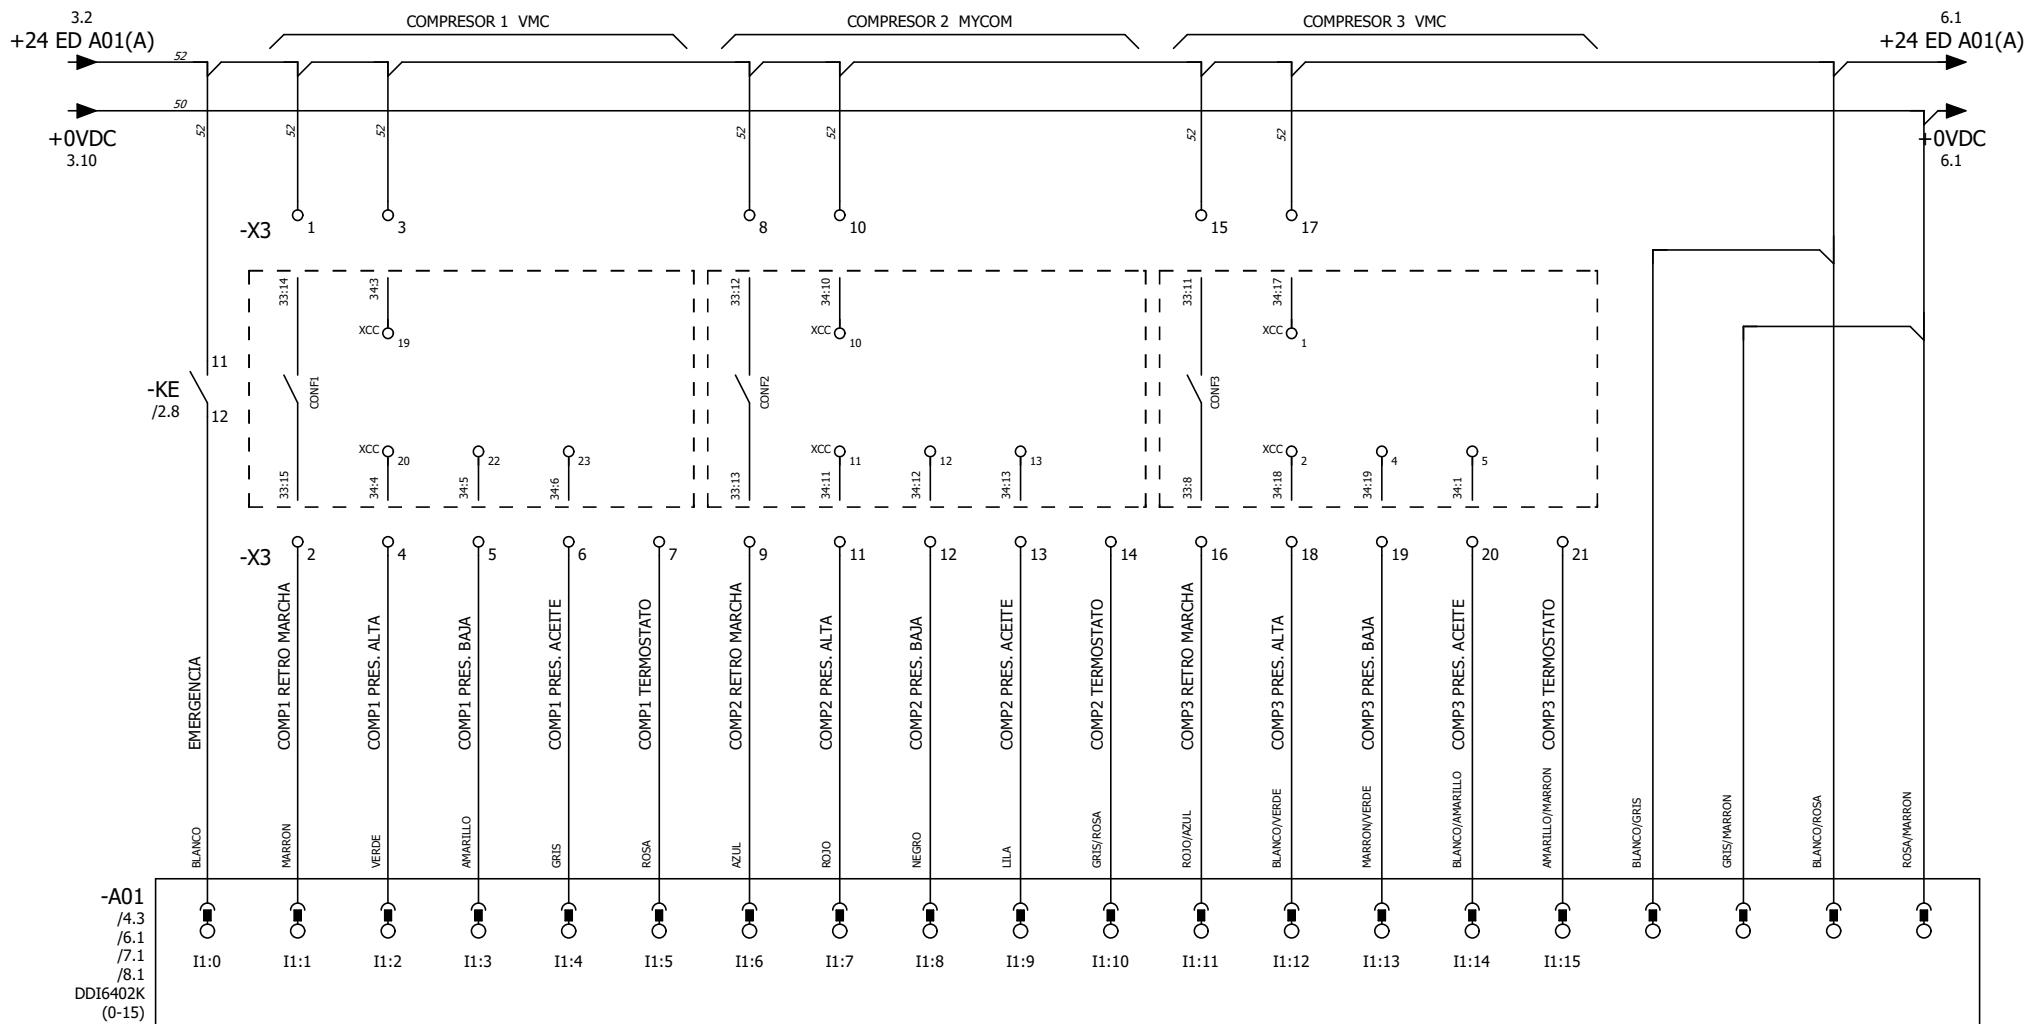 3.2
+24 ED A01(A)
COMPRESOR 1 VMC
COMPRESOR 2 MYCOM
COMPRESOR 3 VMC
6.1
+24 ED A01(A)
52
50
+0VDC
3.10
52
52
52
52
52
52
52
+0VDC
6.1
-X3
1
3
8
10
15
17
33:14
34:3
33:12
34:10
33:11
34:17
XCC
19
XCC
10
XCC
1
-KE
/2.8
11
12
CONF1
CONF2
CONF3
XCC
20
22
23
XCC
11
12
13
XCC
2
4
5
33:15
34:4
34:5
34:6
33:13
34:11
34:12
34:13
33:8
34:18
34:19
34:1
-X3
2
4
5
6
7
9
11
12
13
14
16
18
19
20
21
EMERGENCIA
COMP1 RETRO MARCHA
COMP1 PRES. ALTA
COMP1 PRES. BAJA
COMP1 PRES. ACEITE
COMP1 TERMOSTATO
COMP2 RETRO MARCHA
COMP2 PRES. ALTA
COMP2 PRES. BAJA
COMP2 PRES. ACEITE
COMP2 TERMOSTATO
COMP3 RETRO MARCHA
COMP3 PRES. ALTA
COMP3 PRES. BAJA
COMP3 PRES. ACEITE
COMP3 TERMOSTATO
BLANCO
MARRON
VERDE
AMARILLO
GRIS
ROSA
AZUL
ROJO
NEGRO
LILA
GRIS/ROSA
ROJO/AZUL
BLANCO/VERDE
MARRON/VERDE
BLANCO/AMARILLO
AMARILLO/MARRON
BLANCO/GRIS
GRIS/MARRON
BLANCO/ROSA
ROSA/MARRON
-A01
/4.3
/6.1
/7.1
/8.1
DDI6402K
(0-15)
I1:0
I1:1
I1:2
I1:3
I1:4
I1:5
I1:6
I1:7
I1:8
I1:9
I1:10
I1:11
I1:12
I1:13
I1:14
I1:15